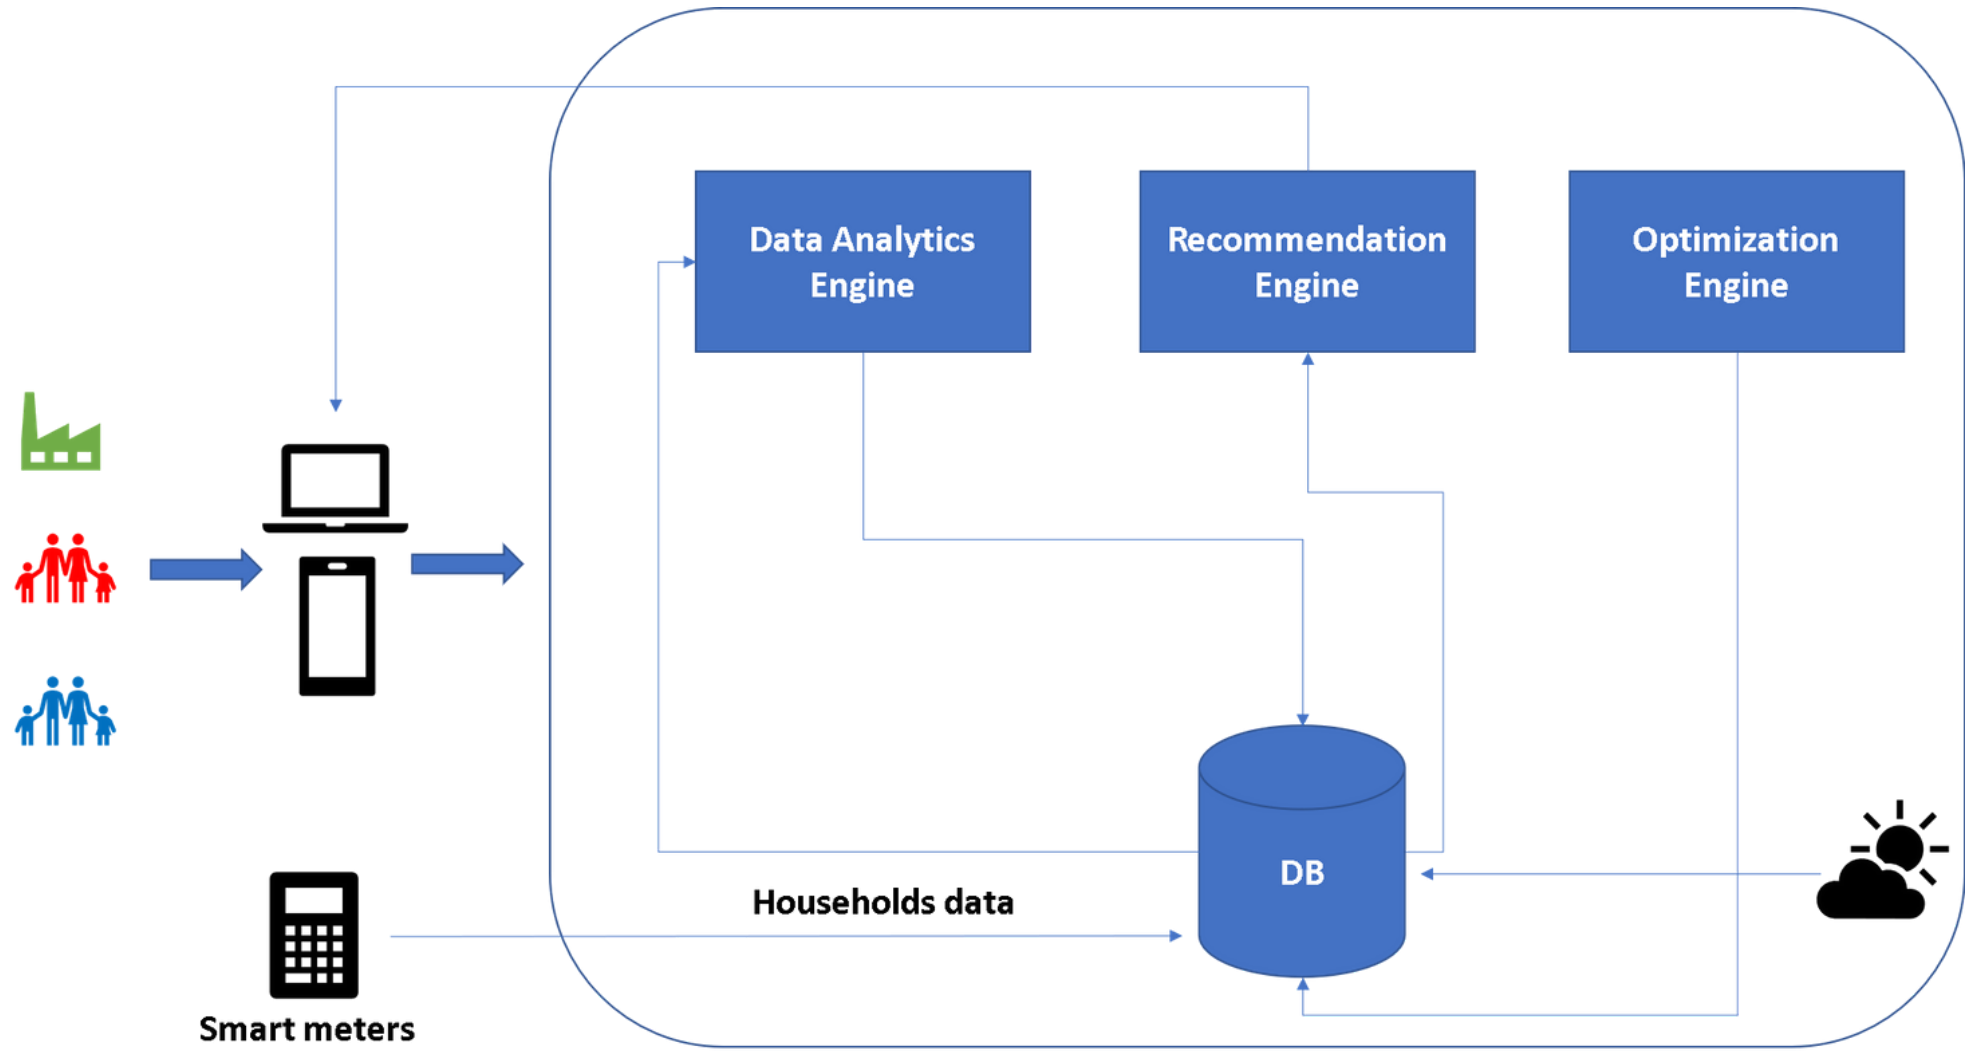 Data Analytics
Engine
Recommendation
Engine
Optimization
Engine
DB
Households data
Smart meters